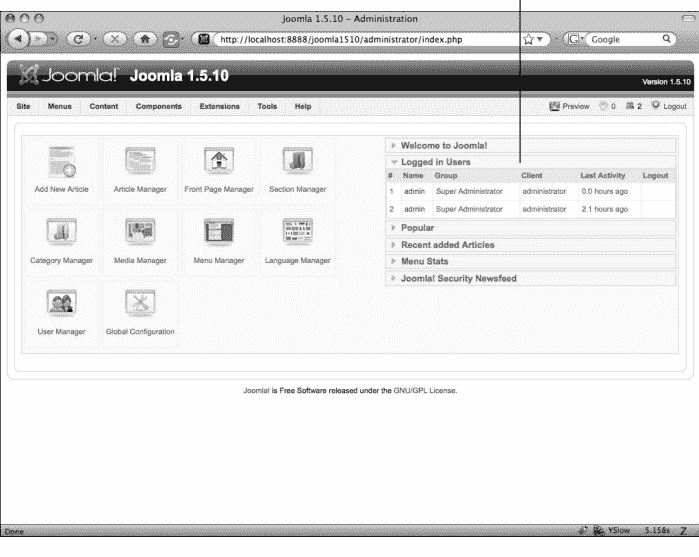 Joomla 1.5.10 – Administration
http://localhost:8888/joomla1510/administrator/index.php
G Google
Joomla! Joomla 1.5.10
Version 1.5.10
Site Menus Content Components Extensions Tools Help
Preview 0 2 Logout
Add New Article Article Manager Front Page Manager Section Manager
Category Manager Media Manager Menu Manager Language Manager
User Manager Global Configuration
Welcome to Joomla!
Logged in Users
# Name Group Client Last Activity Logout
1 admin Super Administrator administrator 0.0 hours ago
2 admin Super Administrator administrator 2.1 hours ago
Popular
Recent added Articles
Menu Stats
Joomla! Security Newsfeed
Joomla! is Free Software released under the GNU/GPL License.
Done
YSlow 5.158s Z